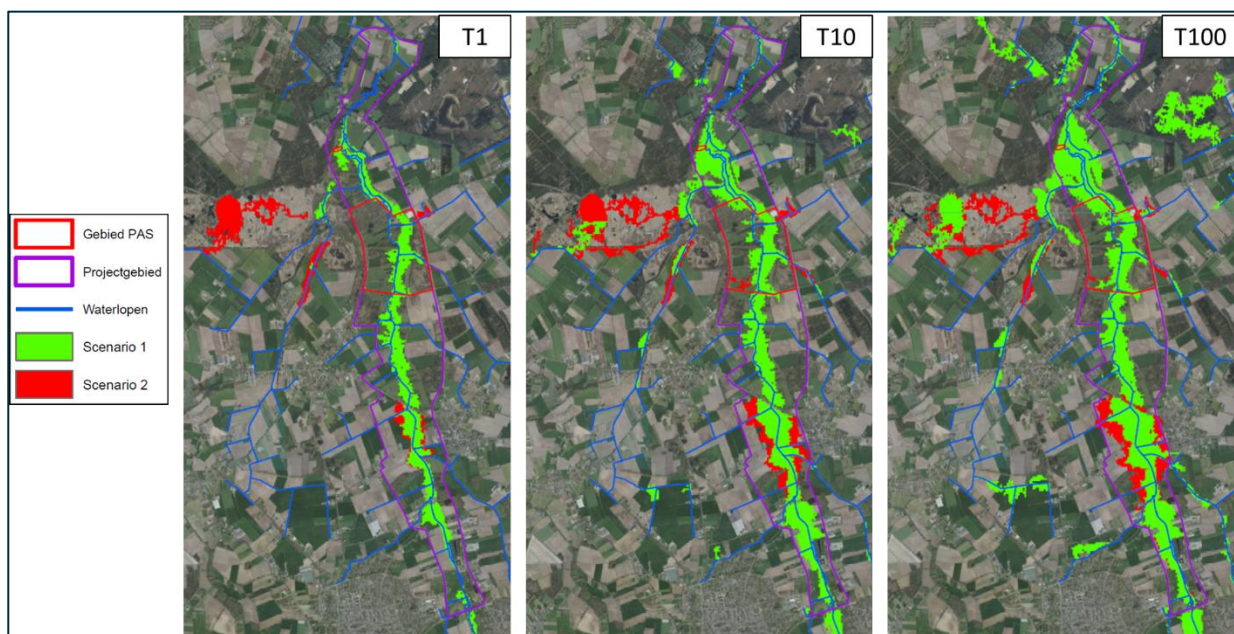 T1
T10
T100
Gebied PAS
Projectgebied
Waterlopen
Scenario 1
Scenario 2